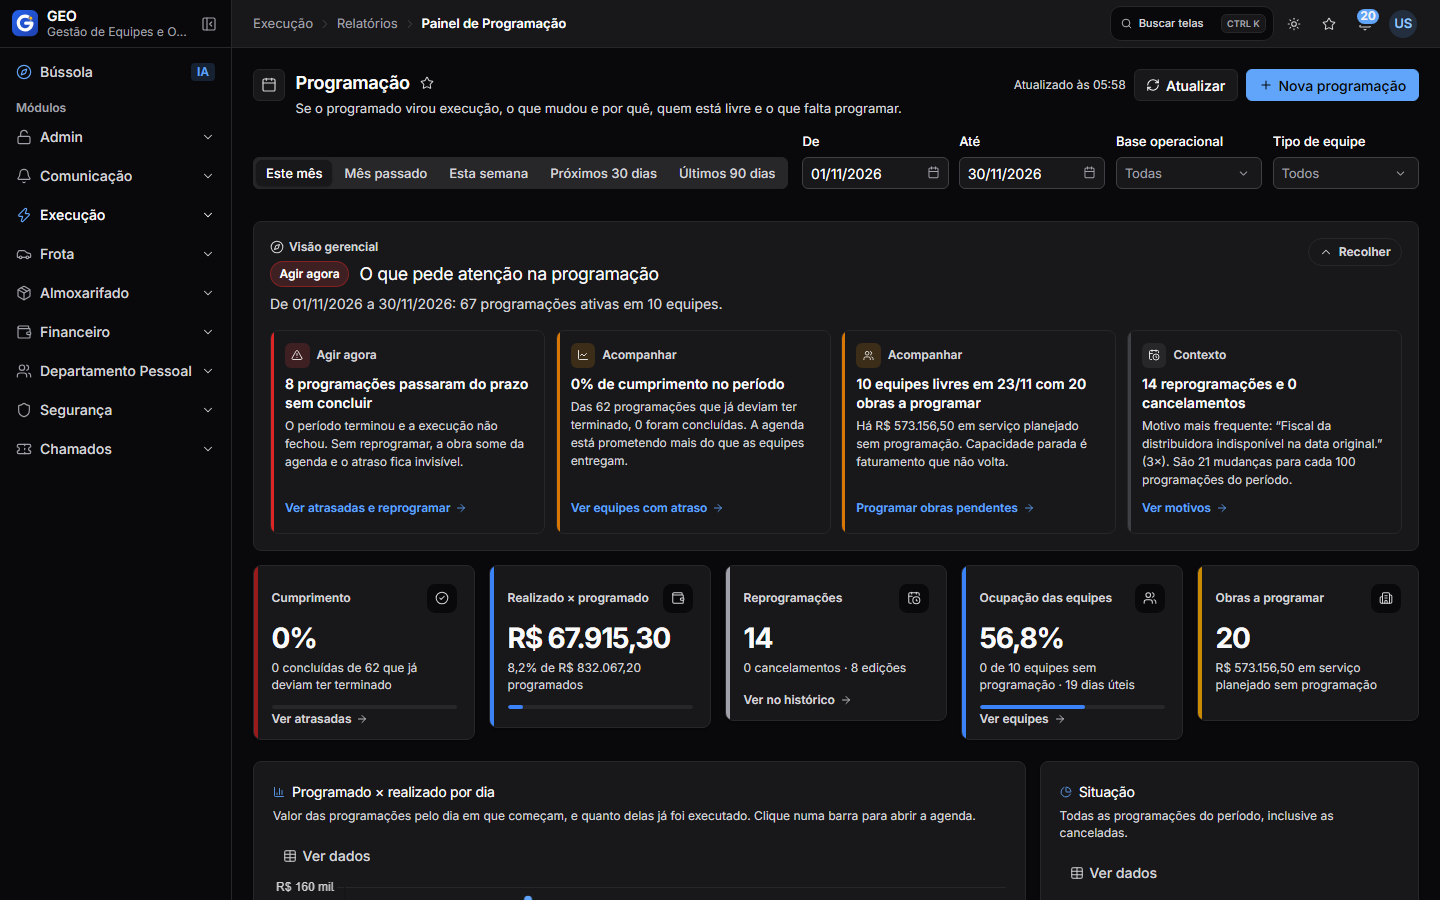 GEO
Gestão de Equipes e O...
Execução
Relatórios
Painel de Programação
Buscar telas
CTRL K
20
US
Bússola
IA
Módulos
Admin
Comunicação
Execução
Frota
Almoxarifado
Financeiro
Departamento Pessoal
Segurança
Chamados
Programação
Se o programado virou execução, o que mudou e por quê, quem está livre e o que falta programar.
Atualizado às 05:58
Atualizar
Nova programação
Este mês
Mês passado
Esta semana
Próximos 30 dias
Últimos 90 dias
De
01/11/2026
Até
30/11/2026
Base operacional
Todas
Tipo de equipe
Todos
Visão gerencial
Agir agora
O que pede atenção na programação
De 01/11/2026 a 30/11/2026: 67 programações ativas em 10 equipes.
Recolher
Agir agora
8 programações passaram do prazo
sem concluir
O período terminou e a execução não
fechou. Sem reprogramar, a obra some da
agenda e o atraso fica invisível.
Ver atrasadas e reprogramar
Acompanhar
0% de cumprimento no período
Das 62 programações que já deviam ter
terminado, 0 foram concluídas. A agenda
está prometendo mais do que as equipes
entregam.
Ver equipes com atraso
Acompanhar
10 equipes livres em 23/11 com 20
obras a programar
Há R$ 573.156,50 em serviço planejado
sem programação. Capacidade parada é
faturamento que não volta.
Programar obras pendentes
Contexto
14 reprogramações e 0
cancelamentos
Motivo mais frequente: “Fiscal da
distribuidora indisponível na data original.”
(3×). São 21 mudanças para cada 100
programações do período.
Ver motivos
Cumprimento
0%
0 concluídas de 62 que já
deviam ter terminado
Ver atrasadas
Realizado × programado
R$ 67.915,30
8,2% de R$ 832.067,20
programados
Reprogramações
14
0 cancelamentos · 8 edições
Ver no histórico
Ocupação das equipes
56,8%
0 de 10 equipes sem
programação · 19 dias úteis
Ver equipes
Obras a programar
20
R$ 573.156,50 em serviço
planejado sem programação
Programado × realizado por dia
Valor das programações pelo dia em que começam, e quanto delas já foi executado. Clique numa barra para abrir a agenda.
Ver dados
R$ 160 mil
Situação
Todas as programações do período, inclusive as
canceladas.
Ver dados